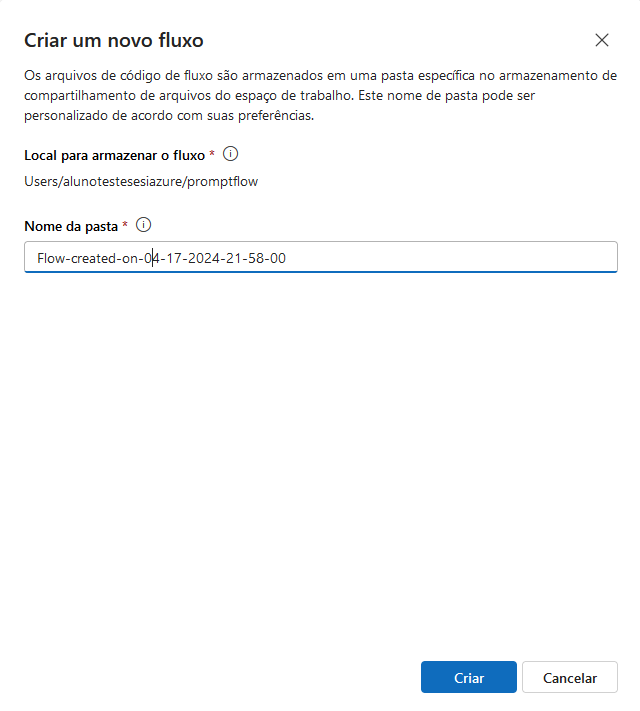 Criar um novo fluxo
Os arquivos de código de fluxo são armazenados em uma pasta específica no armazenamento de
compartilhamento de arquivos do espaço de trabalho. Este nome de pasta pode ser
personalizado de acordo com suas preferências.
Local para armazenar o fluxo *
Users/alunotestesesiazure/promptflow
Nome da pasta *
Flow-created-on-04-17-2024-21-58-00
Criar
Cancelar